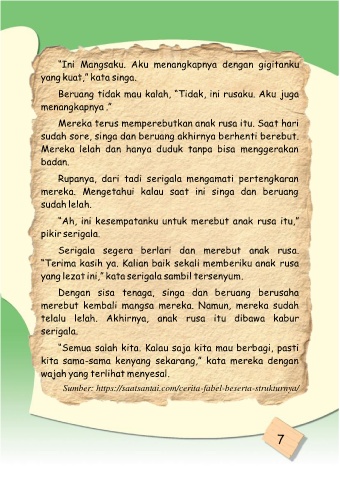 “Ini Mangsaku. Aku menangkapnya dengan gigitanku
yang kuat,” kata singa.
Beruang tidak mau kalah, “Tidak, ini rusaku. Aku juga
menangkapnya .”
Mereka terus memperebutkan anak rusa itu. Saat hari
sudah sore, singa dan beruang akhirnya berhenti berebut.
Mereka lelah dan hanya duduk tanpa bisa menggerakan
badan.
Rupanya, dari tadi serigala mengamati pertengkaran
mereka. Mengetahui kalau saat ini singa dan beruang
sudah lelah.
“Ah, ini kesempatanku untuk merebut anak rusa itu,”
pikir serigala.
Serigala segera berlari dan merebut anak rusa.
“Terima kasih ya. Kalian baik sekali memberiku anak rusa
yang lezat ini,” kata serigala sambil tersenyum.
Dengan sisa tenaga, singa dan beruang berusaha
merebut kembali mangsa mereka. Namun, mereka sudah
telalu lelah. Akhirnya, anak rusa itu dibawa kabur
serigala.
“Semua salah kita. Kalau saja kita mau berbagi, pasti
kita sama-sama kenyang sekarang,” kata mereka dengan
wajah yang terlihat menyesal.
Sumber: https://saatsantai.com/cerita-fabel-beserta-strukturnya/
7